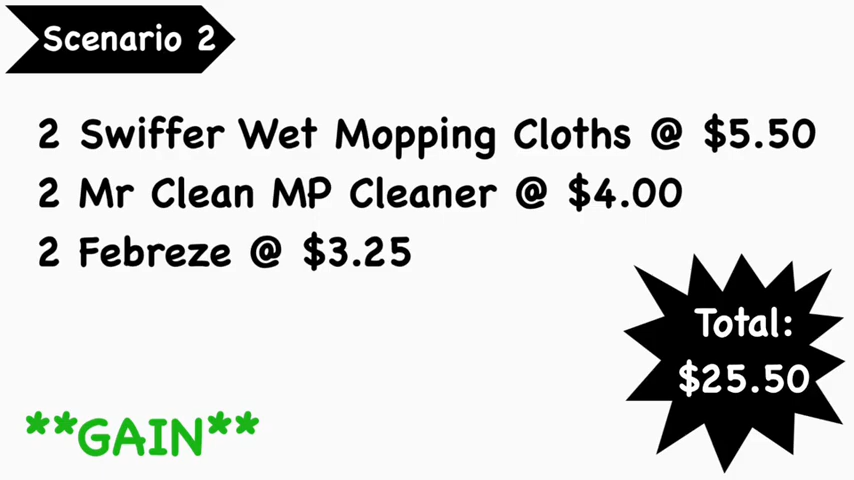 Scenario 2
2 Swiffer Wet Mopping Cloths @ $5.50
2 Mr Clean MP Cleaner @ $4.00
2 Febreze @ $3.25
Total:
$25.50
**GAIN**